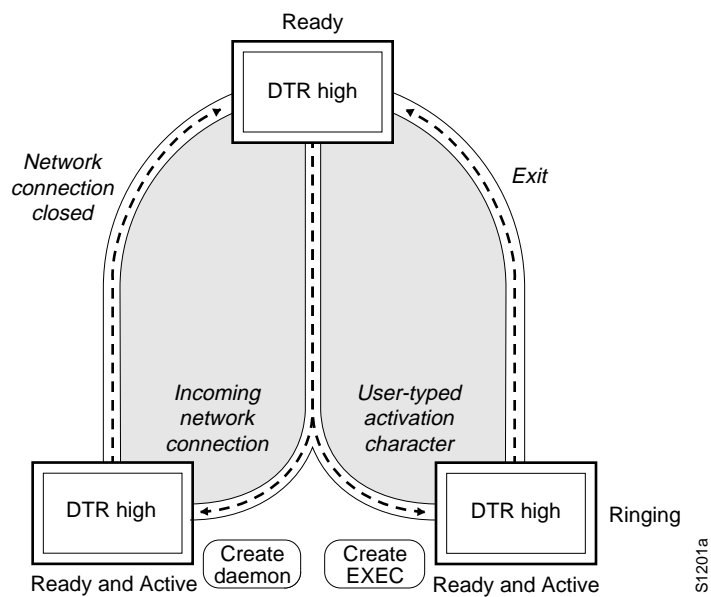 Ready
DTR high
Network
connection
closed
Exit
Incoming
network
connection
User-typed
activation
character
DTR high
DTR high
Ringing
Create
daemon
Create
EXEC
Ready and Active
Ready and Active
S1201a